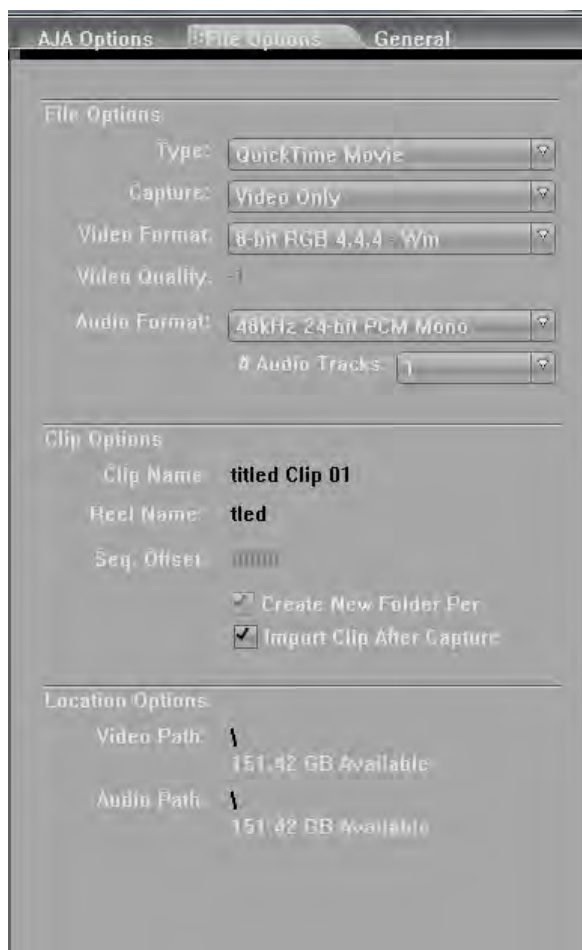 AJA Options File Options General
File Options
Type: QuickTime Movie
Capture: Video Only
Video Format: 8-bit RGB 4.4.4 - Win
Video Quality:
Audio Format: 48kHz 24-bit PCM Mono
# Audio Tracks: 1
Clip Options
Clip Name: titled Clip 01
Reel Name: tled
Seq. Offset:
Create New Folder Per
Import Clip After Capture
Location Options
Video Path: \
151.42 GB Available
Audio Path: \
151.42 GB Available